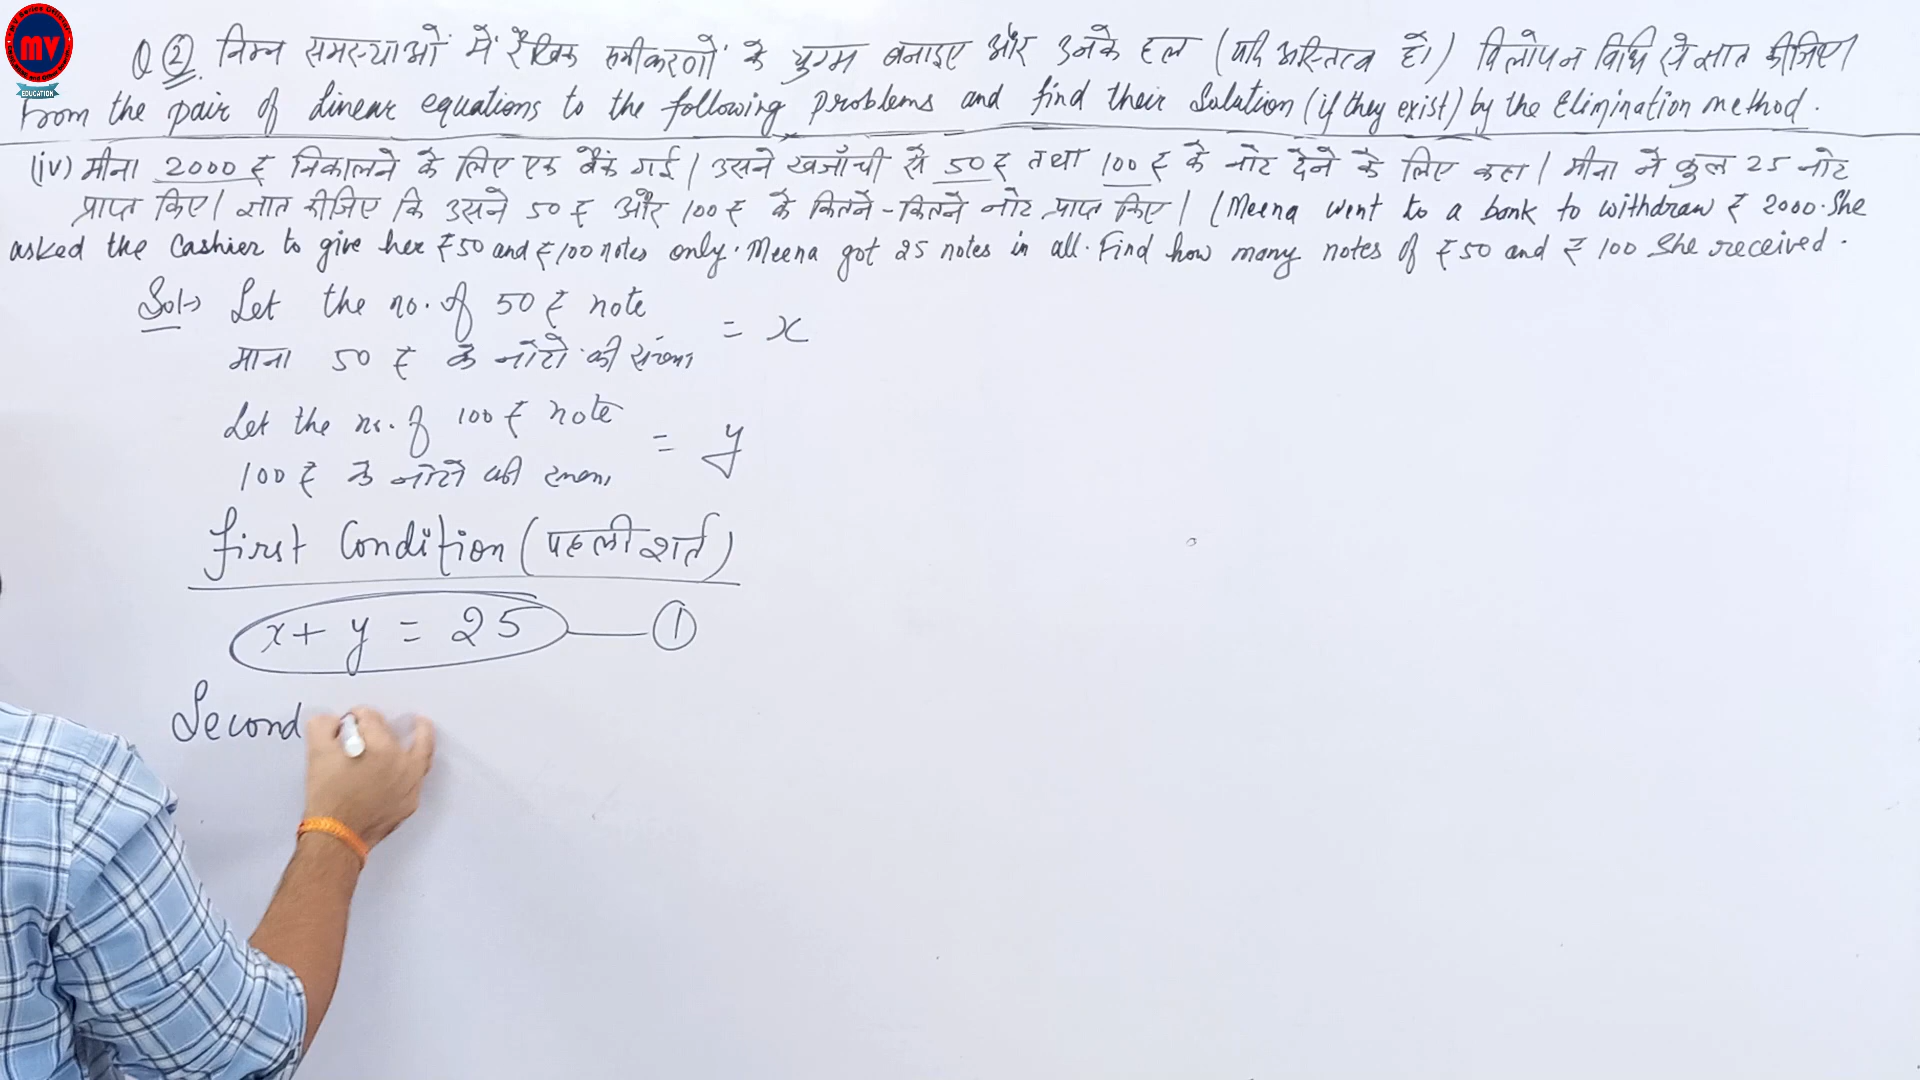 MV
EDUCATION
Q ②. निम्न समस्याओं में रैखिक समीकरणों के युग्म बनाइए और उनके हल (यदि अस्तित्व हो) विलोपन विधि से ज्ञात कीजिए।
From the pair of linear equations to the following problems and find their Solution (if they exist) by the Elimination method.
(iv) मीना 2000 ₹ निकालने के लिए एक बैंक गई। उसने खजाँची से 50 ₹ तथा 100 ₹ के नोट देने के लिए कहा। मीना ने कुल 25 नोट
प्राप्त किए। ज्ञात कीजिए कि उसने 50 ₹ और 100 ₹ के कितने-कितने नोट प्राप्त किए। (Meena went to a bank to withdraw ₹ 2000. She
asked the Cashier to give her ₹50 and ₹100 notes only. Meena got 25 notes in all. Find how many notes of ₹50 and ₹ 100 She received.
Sol→ Let the no. of 50 ₹ note
= x
माना 50 ₹ के नोटो की संख्या
Let the no. of 100 ₹ note
= y
100 ₹ के नोटो की संख्या
first Condition (पहली शर्त)
x + y = 25 — ①
Second